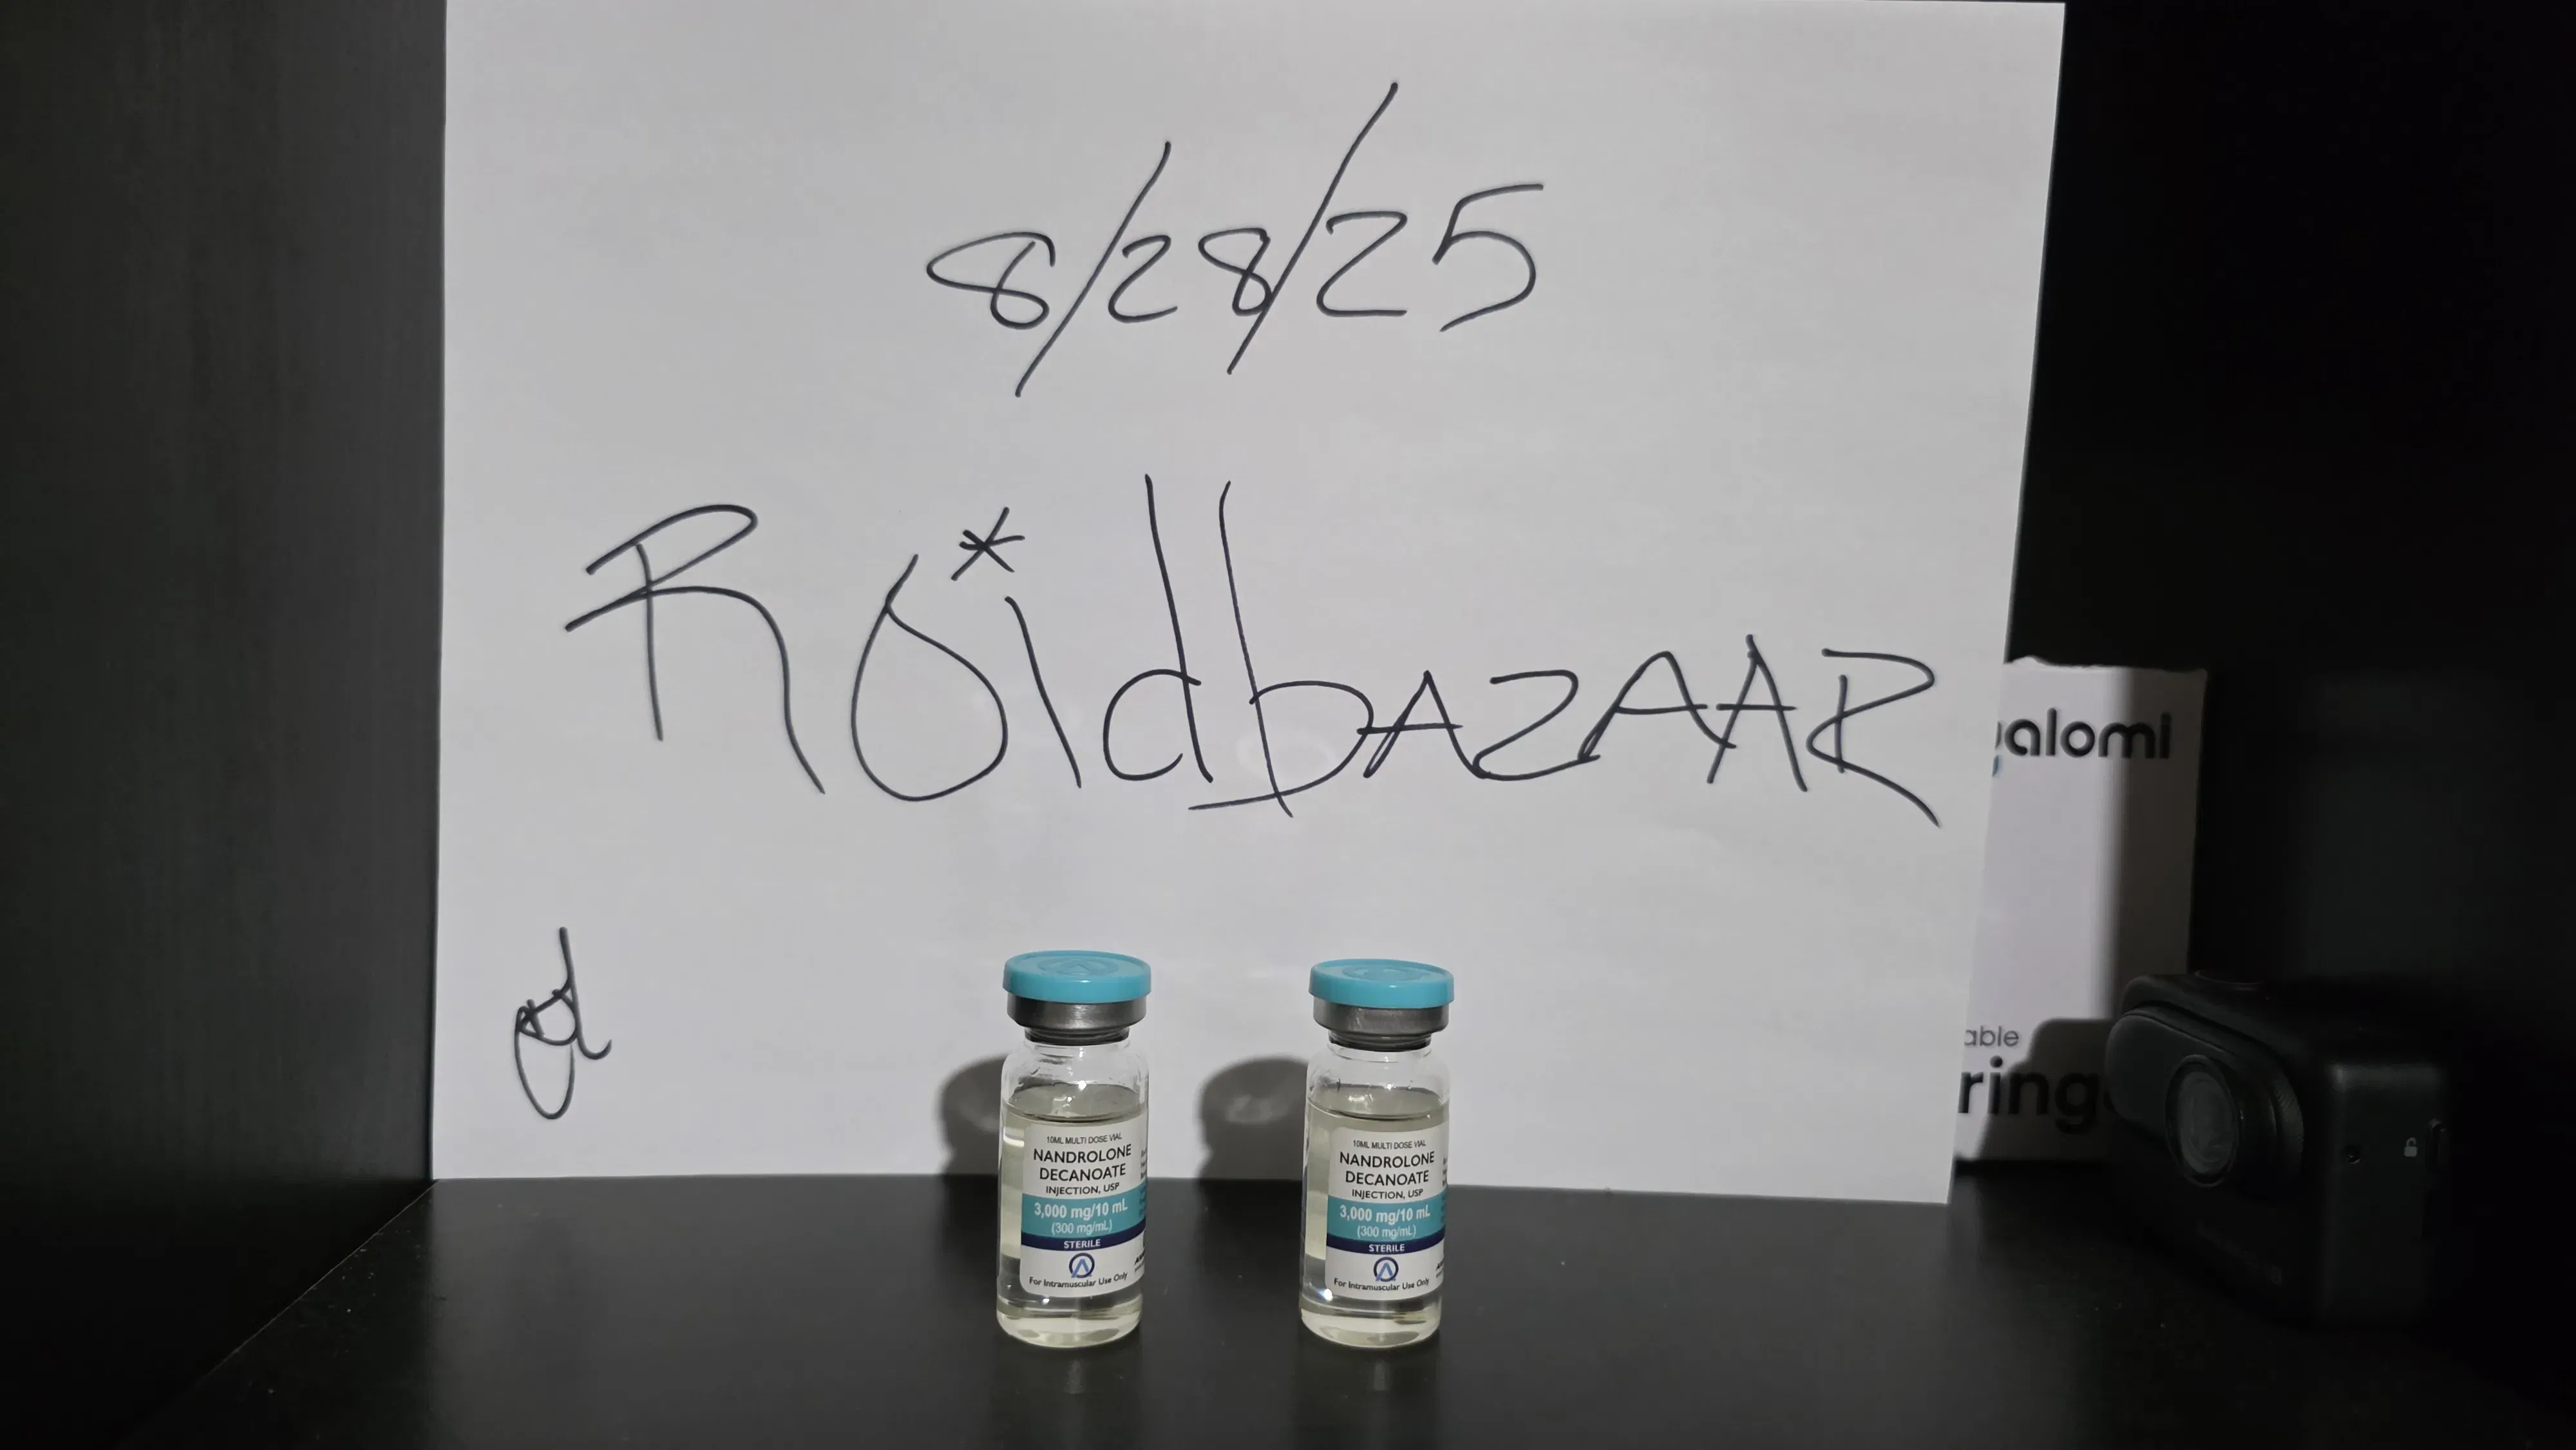 8/28/25
RoidbAZAAR
galomi
able
ring
10ML MULTI DOSE VIAL
NANDROLONE
DECANOATE
INJECTION, USP
3,000 mg/10 mL
(300 mg/mL)
STERILE
For Intramuscular Use Only
10ML MULTI DOSE VIAL
NANDROLONE
DECANOATE
INJECTION, USP
3,000 mg/10 mL
(300 mg/mL)
STERILE
For Intramuscular Use Only